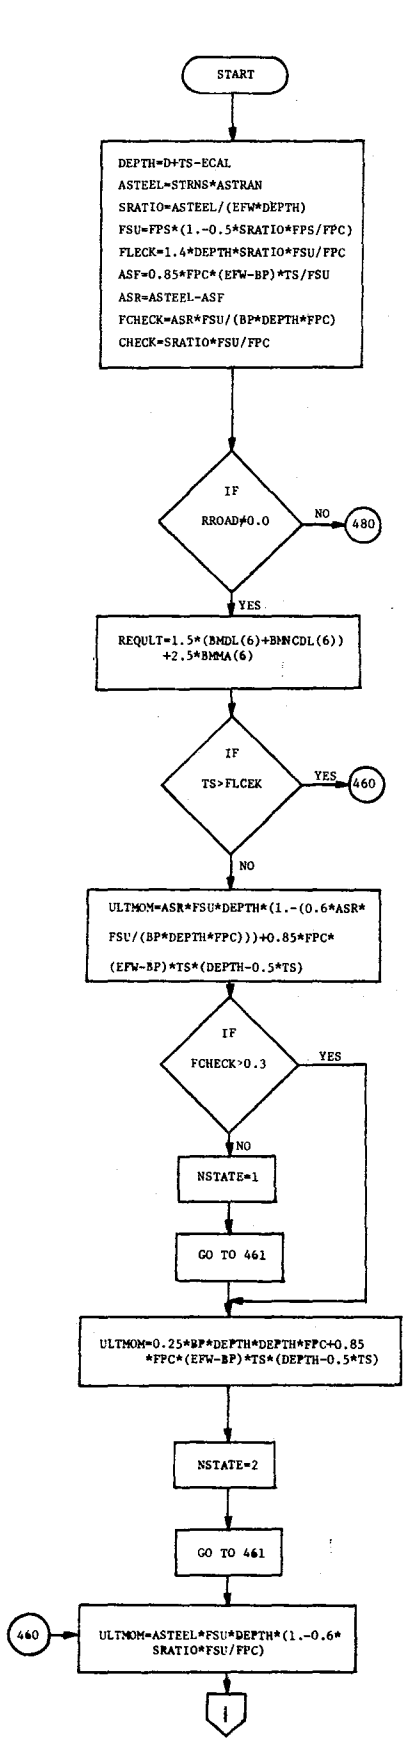 START
DEPTH=D+TS-ECAL
ASTEEL=STRNS*ASTRAN
SRATIO=ASTEEL/(EFW*DEPTH)
FSU=FPS*(1.-0.5*SRATIO*FPS/FPC)
FLECK=1.4*DEPTH*SRATIO*FSU/FPC
ASF=0.85*FPC*(EFW-BP)*TS/FSU
ASR=ASTEEL-ASF
FCHECK=ASR*FSU/(BP*DEPTH*FPC)
CHECK=SRATIO*FSU/FPC
IF
RROAD≠0.0
NO
480
YES
REQULT=1.5*(BMDL(6)+BMNCDL(6))
+2.5*BMMA(6)
IF
TS>FLCEK
YES
460
NO
ULTMOM=ASR*FSU*DEPTH*(1.-(0.6*ASR*
FSU/(BP*DEPTH*FPC)))+0.85*FPC*
(EFW-BP)*TS*(DEPTH-0.5*TS)
IF
FCHECK>0.3
YES
NO
NSTATE=1
GO TO 461
ULTMOM=0.25*BP*DEPTH*DEPTH*FPC+0.85
*FPC*(EFW-BP)*TS*(DEPTH-0.5*TS)
NSTATE=2
GO TO 461
460
ULTMOM=ASTEEL*FSU*DEPTH*(1.-0.6*
SRATIO*FSU/FPC)
1